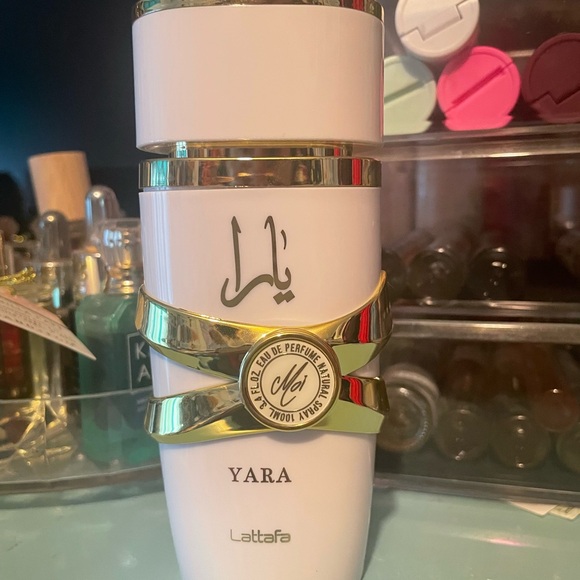 يارا
EAU DE PERFUME NATURAL SPRAY 100ML 3.4 FL.OZ.
Moi
YARA
Lattafa
K
A